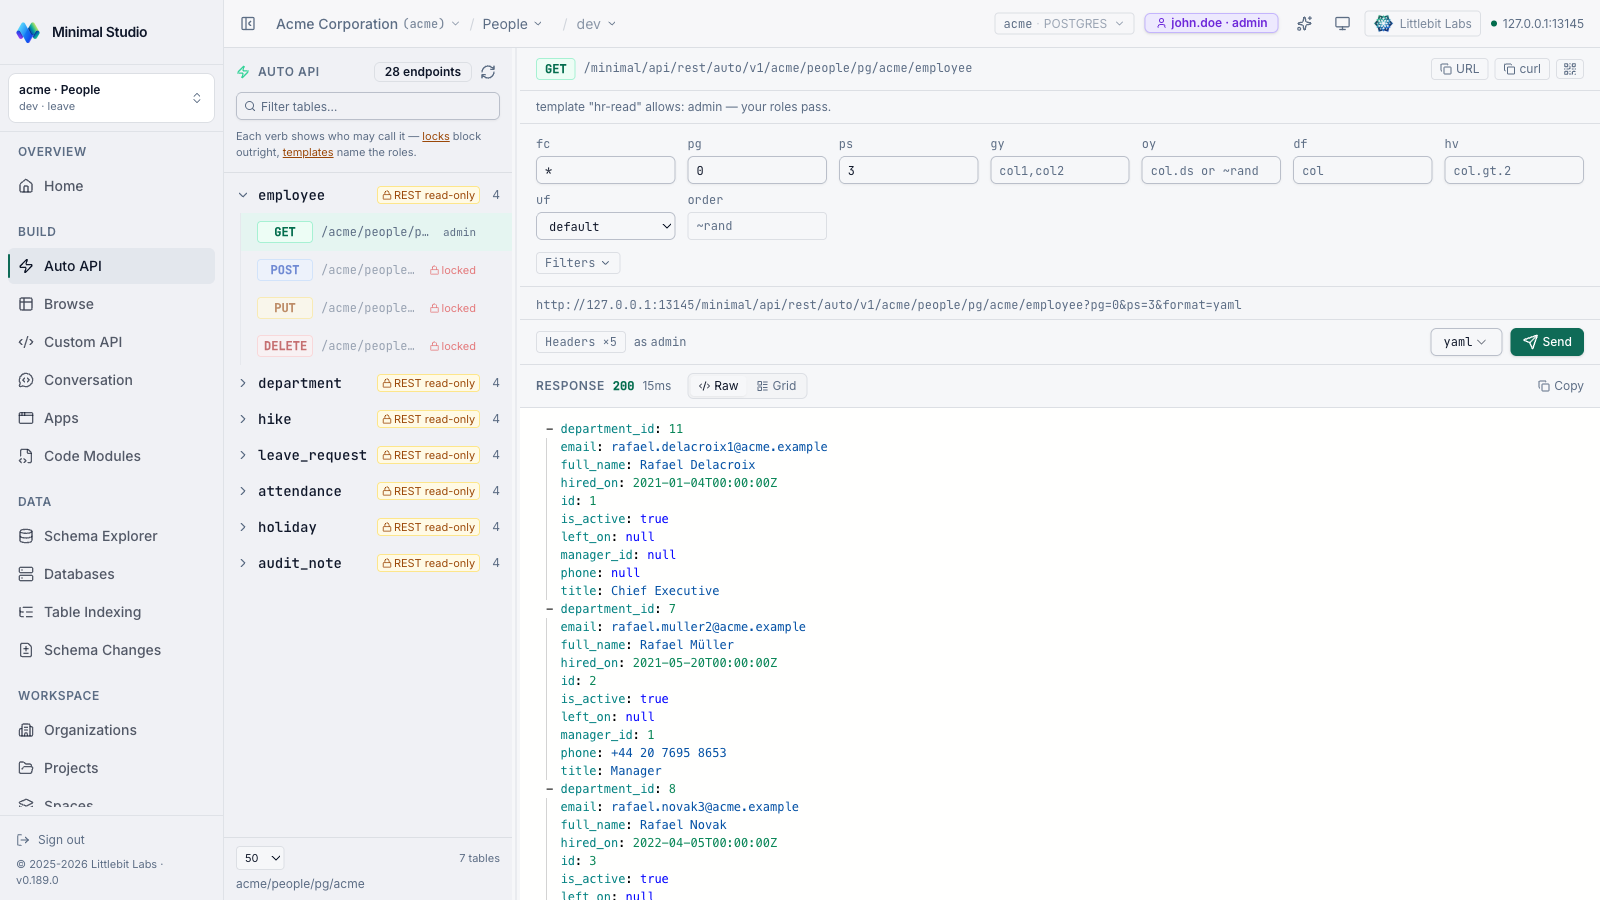 Minimal Studio
acme · People
dev · leave
OVERVIEW
Home
BUILD
Auto API
Browse
Custom API
Conversation
Apps
Code Modules
DATA
Schema Explorer
Databases
Table Indexing
Schema Changes
WORKSPACE
Organizations
Projects
Spaces
Sign out
© 2025-2026 Littlebit Labs ·
v0.189.0
Acme Corporation (acme) / People / dev
acme · POSTGRES
john.doe · admin
Littlebit Labs
127.0.0.1:13145
AUTO API
28 endpoints
Filter tables...
Each verb shows who may call it — locks block
outright, templates name the roles.
employee REST read-only 4
GET /acme/people/p… admin
POST /acme/people… locked
PUT /acme/people… locked
DELETE /acme/people… locked
department REST read-only 4
hike REST read-only 4
leave_request REST read-only 4
attendance REST read-only 4
holiday REST read-only 4
audit_note REST read-only 4
50
7 tables
acme/people/pg/acme
GET /minimal/api/rest/auto/v1/acme/people/pg/acme/employee
URL
curl
template "hr-read" allows: admin — your roles pass.
fc pg ps gy oy df hv
* 0 3 col1,col2 col.ds or ~rand col col.gt.2
uf order
default ~rand
Filters
http://127.0.0.1:13145/minimal/api/rest/auto/v1/acme/people/pg/acme/employee?pg=0&ps=3&format=yaml
Headers ×5 as admin
yaml
Send
RESPONSE 200 15ms Raw Grid
Copy
– department_id: 11
email: rafael.delacroix1@acme.example
full_name: Rafael Delacroix
hired_on: 2021-01-04T00:00:00Z
id: 1
is_active: true
left_on: null
manager_id: null
phone: null
title: Chief Executive
– department_id: 7
email: rafael.muller2@acme.example
full_name: Rafael Müller
hired_on: 2021-05-20T00:00:00Z
id: 2
is_active: true
left_on: null
manager_id: 1
phone: +44 20 7695 8653
title: Manager
– department_id: 8
email: rafael.novak3@acme.example
full_name: Rafael Novak
hired_on: 2022-04-05T00:00:00Z
id: 3
is_active: true
left_on: null